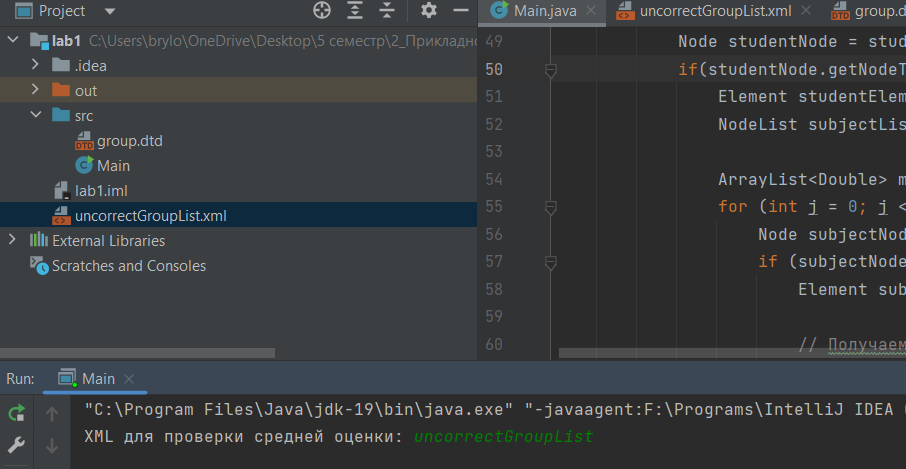 Project
Main.java
uncorrectGroupList.xml
group.d
lab1 C:\Users\brylo\OneDrive\Desktop\5 семестр\2_Прикладно
.idea
out
src
group.dtd
Main
lab1.iml
uncorrectGroupList.xml
External Libraries
Scratches and Consoles
49 Node studentNode = stud
50 if(studentNode.getNodeT
51 Element studentElem
52 NodeList subjectLis
53
54 ArrayList<Double> m
55 for (int j = 0; j <
56 Node subjectNod
57 if (subjectNode
58 Element sub
59
60 // Получаем
Run: Main
"C:\Program Files\Java\jdk-19\bin\java.exe" "-javaagent:F:\Programs\IntelliJ IDEA
XML для проверки средней оценки: uncorrectGroupList